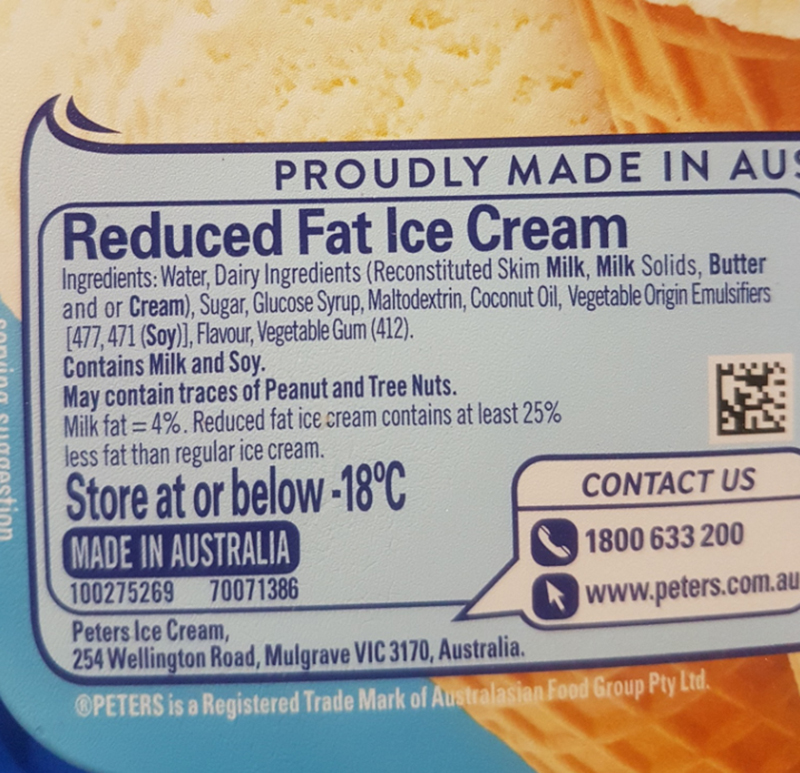 PROUDLY MADE IN AUS
Reduced Fat Ice Cream
Ingredients: Water, Dairy Ingredients (Reconstituted Skim Milk, Milk Solids, Butter
and or Cream), Sugar, Glucose Syrup, Maltodextrin, Coconut Oil, Vegetable Origin Emulsifiers
[477, 471 (Soy)], Flavour, Vegetable Gum (412).
Contains Milk and Soy.
May contain traces of Peanut and Tree Nuts.
Milk fat = 4%. Reduced fat ice cream contains at least 25%
less fat than regular ice cream.
Store at or below -18°C
MADE IN AUSTRALIA
100275269 70071386
CONTACT US
1800 633 200
www.peters.com.au
Peters Ice Cream,
254 Wellington Road, Mulgrave VIC 3170, Australia.
®PETERS is a Registered Trade Mark of Australasian Food Group Pty Ltd.
serving suggestion